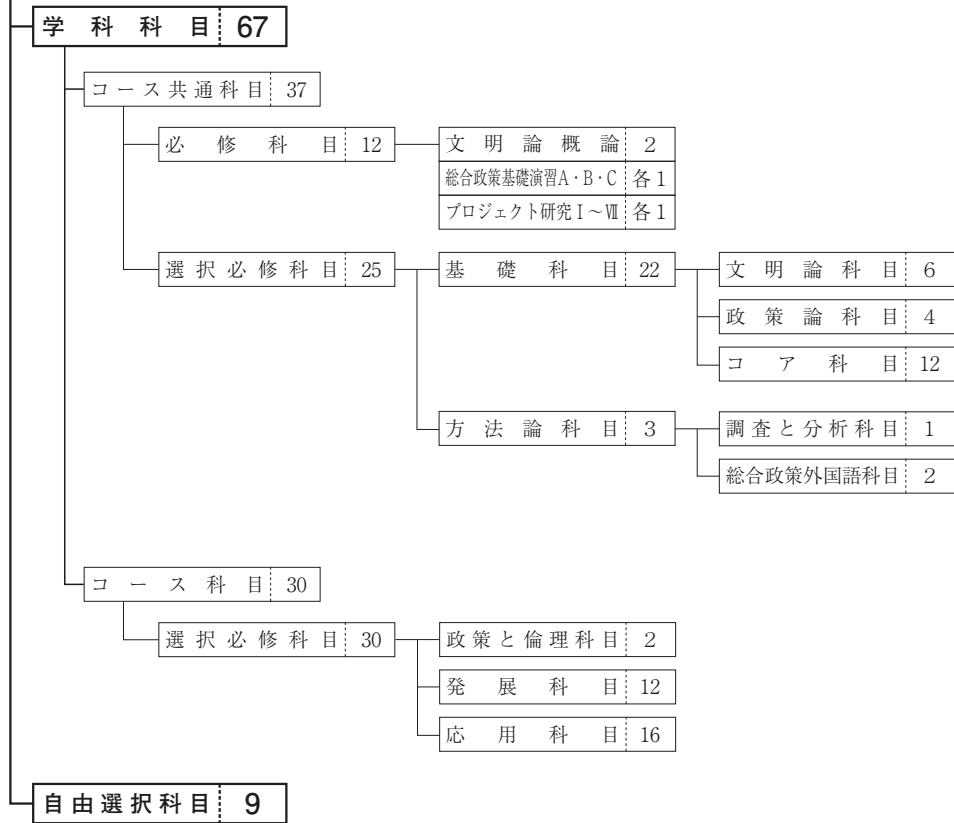 学科科目 67
コース共通科目 37
必修科目 12
文明論概論 2
総合政策基礎演習A・B・C 各1
プロジェクト研究Ⅰ～Ⅶ 各1
選択必修科目 25
基礎科目 22
文明論科目 6
政策論科目 4
コア科目 12
方法論科目 3
調査と分析科目 1
総合政策外国語科目 2
コース科目 30
選択必修科目 30
政策と倫理科目 2
発展科目 12
応用科目 16
自由選択科目 9